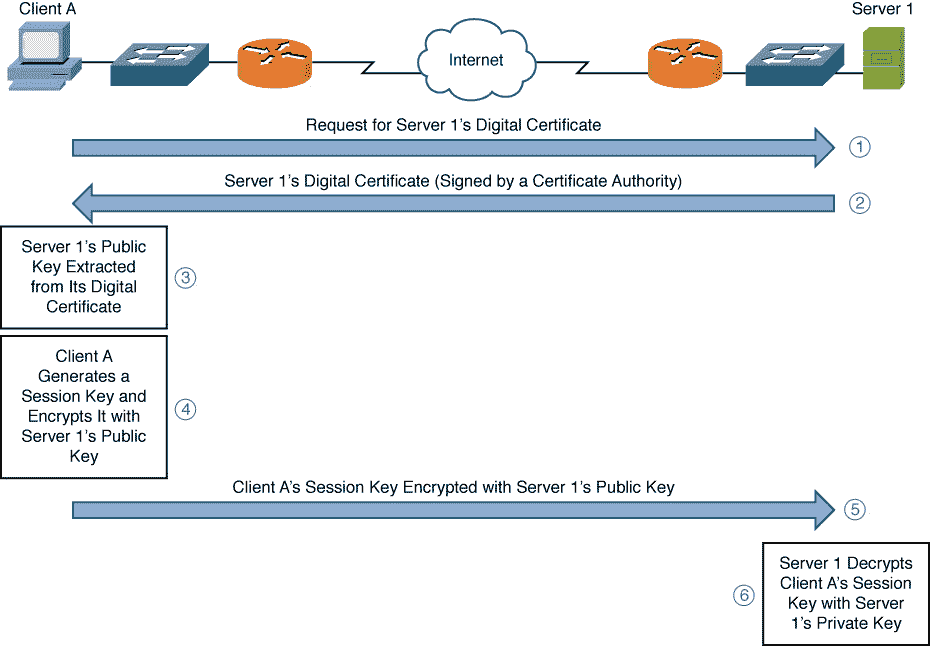 Client A
Server 1
Internet
Request for Server 1's Digital Certificate
1
Server 1's Digital Certificate (Signed by a Certificate Authority)
2
Server 1's Public
Key Extracted
from Its Digital
Certificate
3
Client A
Generates a
Session Key and
Encrypts It with
Server 1's Public
Key
4
Client A's Session Key Encrypted with Server 1's Public Key
5
6
Server 1 Decrypts
Client A's Session
Key with Server
1's Private Key